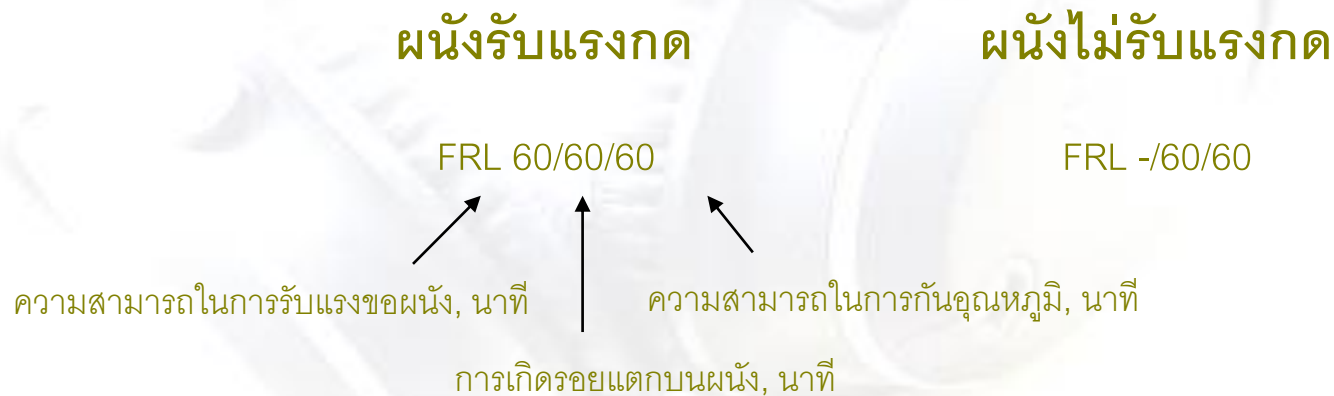 ผนังรับแรงกด
ผนังไม่รับแรงกด
FRL 60/60/60
FRL -/60/60
ความสามารถในการรับแรงขอผนัง, นาที
ความสามารถในการกันอุณหภูมิ, นาที
การเกิดรอยแตกบนผนัง, นาที